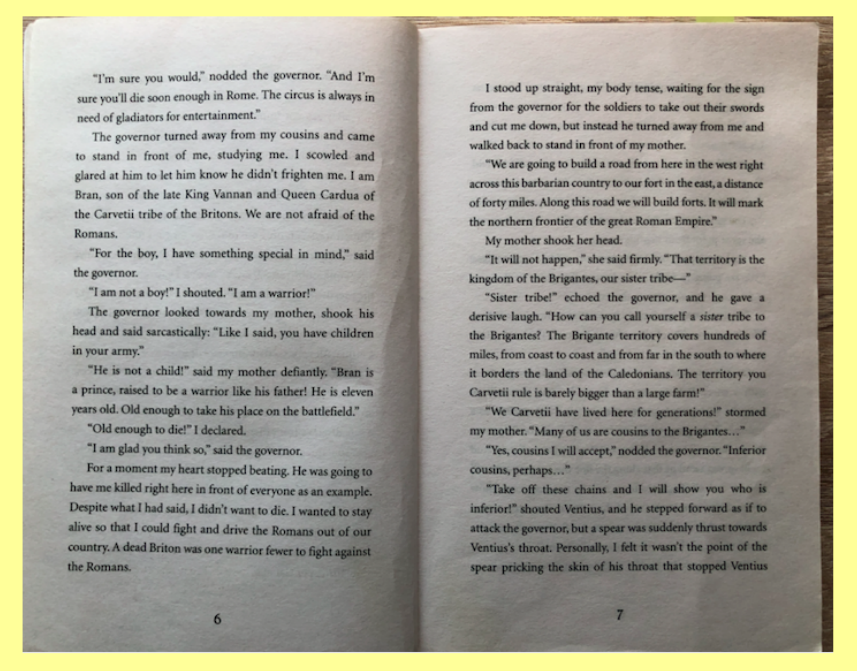 “I’m sure you would,” nodded the governor. “And I’m
sure you’ll die soon enough in Rome. The circus is always in
need of gladiators for entertainment.”
The governor turned away from my cousins and came
to stand in front of me, studying me. I scowled and
glared at him to let him know he didn’t frighten me. I am
Bran, son of the late King Vannan and Queen Cardua of
the Carvetii tribe of the Britons. We are not afraid of the
Romans.
“For the boy, I have something special in mind,” said
the governor.
“I am not a boy!” I shouted. “I am a warrior!”
The governor looked towards my mother, shook his
head and said sarcastically: “Like I said, you have children
in your army.”
“He is not a child!” said my mother defiantly. “Bran is
a prince, raised to be a warrior like his father! He is eleven
years old. Old enough to take his place on the battlefield.”
“Old enough to die!” I declared.
“I am glad you think so,” said the governor.
For a moment my heart stopped beating. He was going to
have me killed right here in front of everyone as an example.
Despite what I had said, I didn’t want to die. I wanted to stay
alive so that I could fight and drive the Romans out of our
country. A dead Briton was one warrior fewer to fight against
the Romans.
6
I stood up straight, my body tense, waiting for the sign
from the governor for the soldiers to take out their swords
and cut me down, but instead he turned away from me and
walked back to stand in front of my mother.
“We are going to build a road from here in the west right
across this barbarian country to our fort in the east, a distance
of forty miles. Along this road we will build forts. It will mark
the northern frontier of the great Roman Empire.”
My mother shook her head.
“It will not happen,” she said firmly. “That territory is the
kingdom of the Brigantes, our sister tribe—”
“Sister tribe!” echoed the governor, and he gave a
derisive laugh. “How can you call yourself a sister tribe to
the Brigantes? The Brigante territory covers hundreds of
miles, from coast to coast and from far in the south to where
it borders the land of the Caledonians. The territory you
Carvetii rule is barely bigger than a large farm!”
“We Carvetii have lived here for generations!” stormed
my mother. “Many of us are cousins to the Brigantes…”
“Yes, cousins I will accept,” nodded the governor. “Inferior
cousins, perhaps…”
“Take off these chains and I will show you who is
inferior!” shouted Ventius, and he stepped forward as if to
attack the governor, but a spear was suddenly thrust towards
Ventius’s throat. Personally, I felt it wasn’t the point of the
spear pricking the skin of his throat that stopped Ventius
7